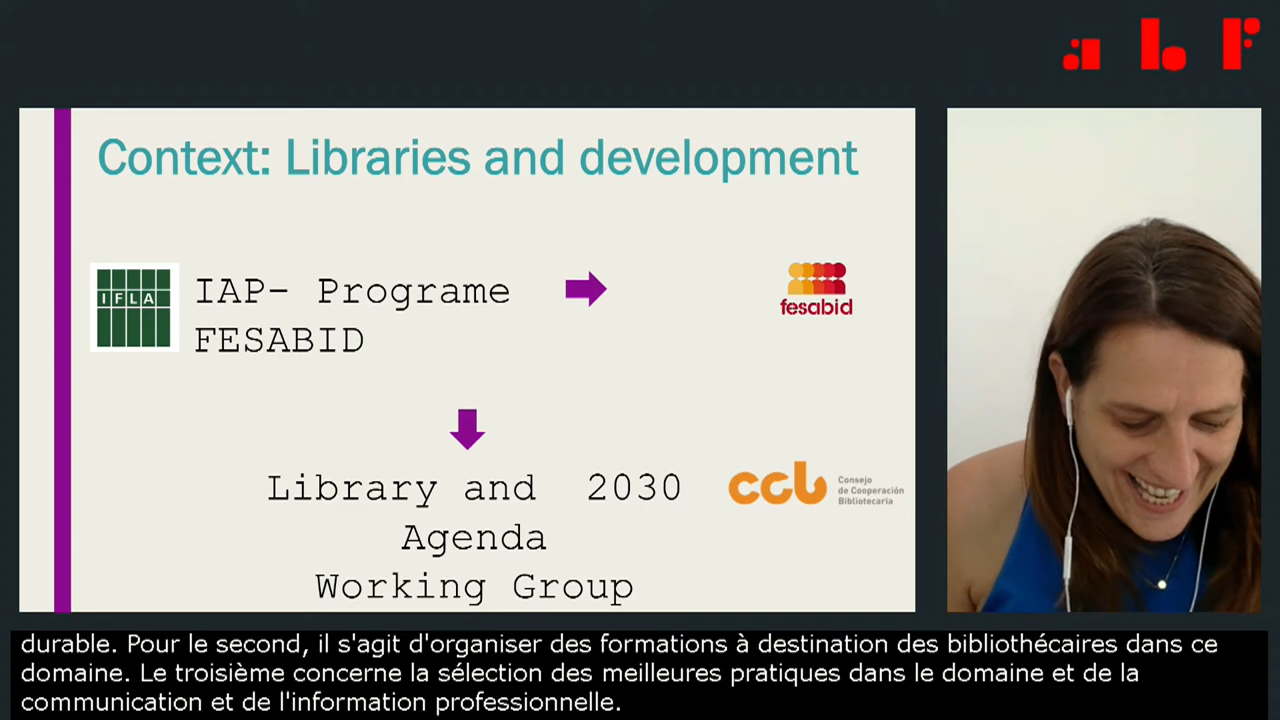 abf
Context: Libraries and development
IFLA
IAP- Programe
FESABID
fesabid
Library and 2030
Agenda
Working Group
ccb
Consejo
de Cooperación
Bibliotecaria
durable. Pour le second, il s'agit d'organiser des formations à destination des bibliothécaires dans ce
domaine. Le troisième concerne la sélection des meilleures pratiques dans le domaine et de la
communication et de l'information professionnelle.